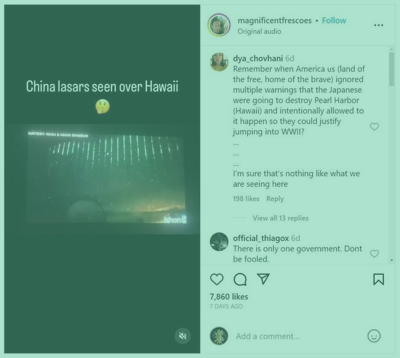 China lasars seen over Hawaii
khon2
magnificentfrescoes • Follow
Original audio
dya_chovhani 6d
Remember when America us (land of
the free, home of the brave) ignored
multiple warnings that the Japanese
were going to destroy Pearl Harbor
(Hawaii) and intentionally allowed to
it happen so they could justify
jumping into WWII?
...
...
...
I'm sure that's nothing like what we
are seeing here
198 likes Reply
View all 13 replies
official_thiagox 6d
There is only one government. Dont
be fooled.
7,860 likes
7 DAYS AGO
Add a comment...